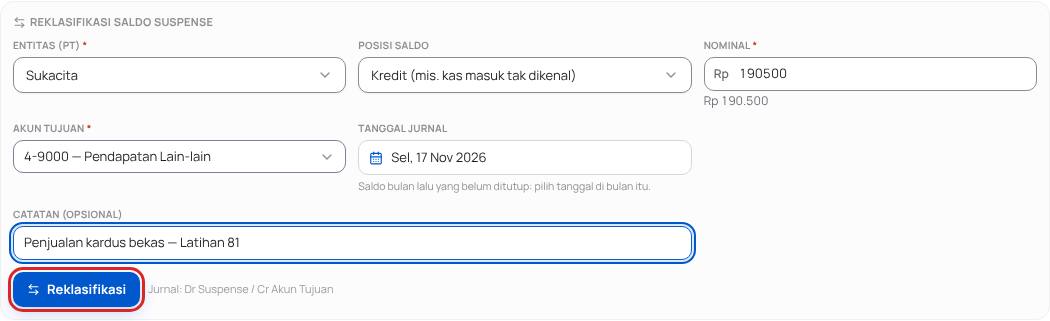 REKLASIFIKASI SALDO SUSPENSE
ENTITAS (PT) *
POSISI SALDO
NOMINAL *
Sukacita
Kredit (mis. kas masuk tak dikenal)
Rp 190500
Rp 190.500
AKUN TUJUAN *
TANGGAL JURNAL
4-9000 — Pendapatan Lain-lain
Sel, 17 Nov 2026
Saldo bulan lalu yang belum ditutup: pilih tanggal di bulan itu.
CATATAN (OPSIONAL)
Penjualan kardus bekas — Latihan 81
Reklasifikasi
Jurnal: Dr Suspense / Cr Akun Tujuan